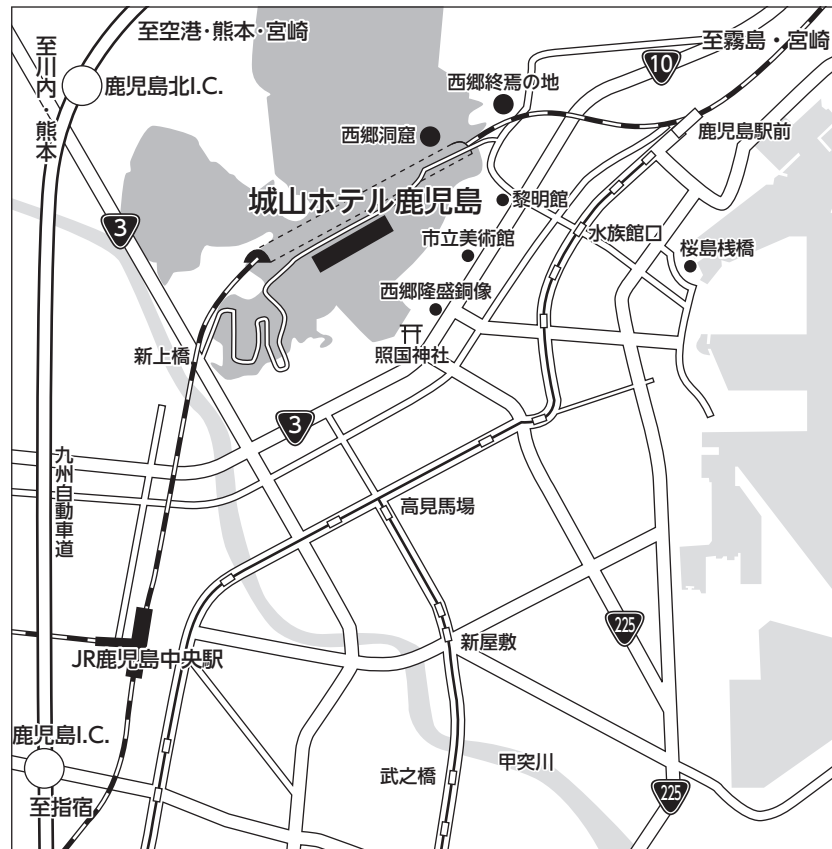 至空港・熊本・宮崎
至川内・熊本
鹿児島北I.C.
至霧島・宮崎
10
西郷終焉の地
西郷洞窟
鹿児島駅前
城山ホテル鹿児島
黎明館
3
水族館口
市立美術館
桜島桟橋
西郷隆盛銅像
照国神社
新上橋
3
九州自動車道
高見馬場
225
新屋敷
JR鹿児島中央駅
鹿児島I.C.
武之橋
甲突川
225
至指宿